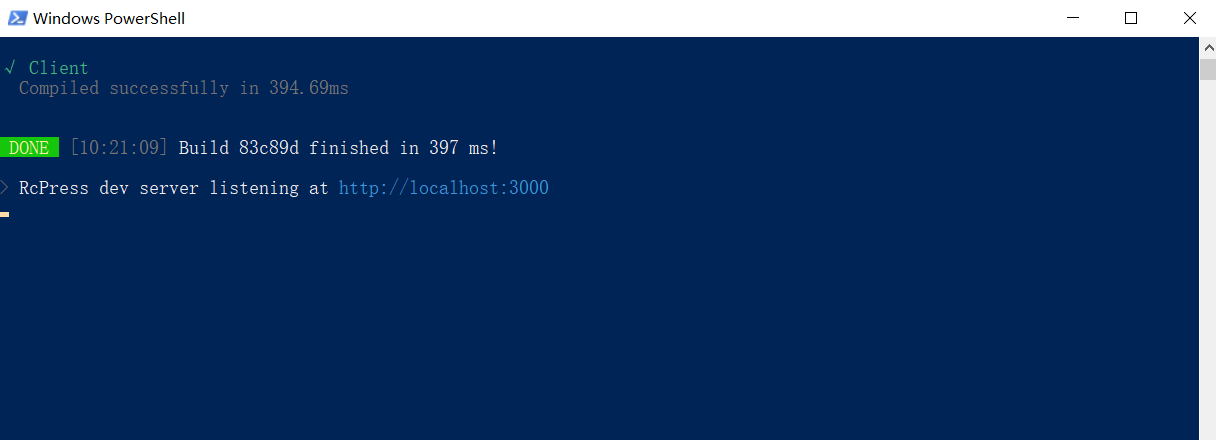 Windows PowerShell
√ Client
Compiled successfully in 394.69ms
DONE [10:21:09] Build 83c89d finished in 397 ms!
> RcPress dev server listening at http://localhost:3000